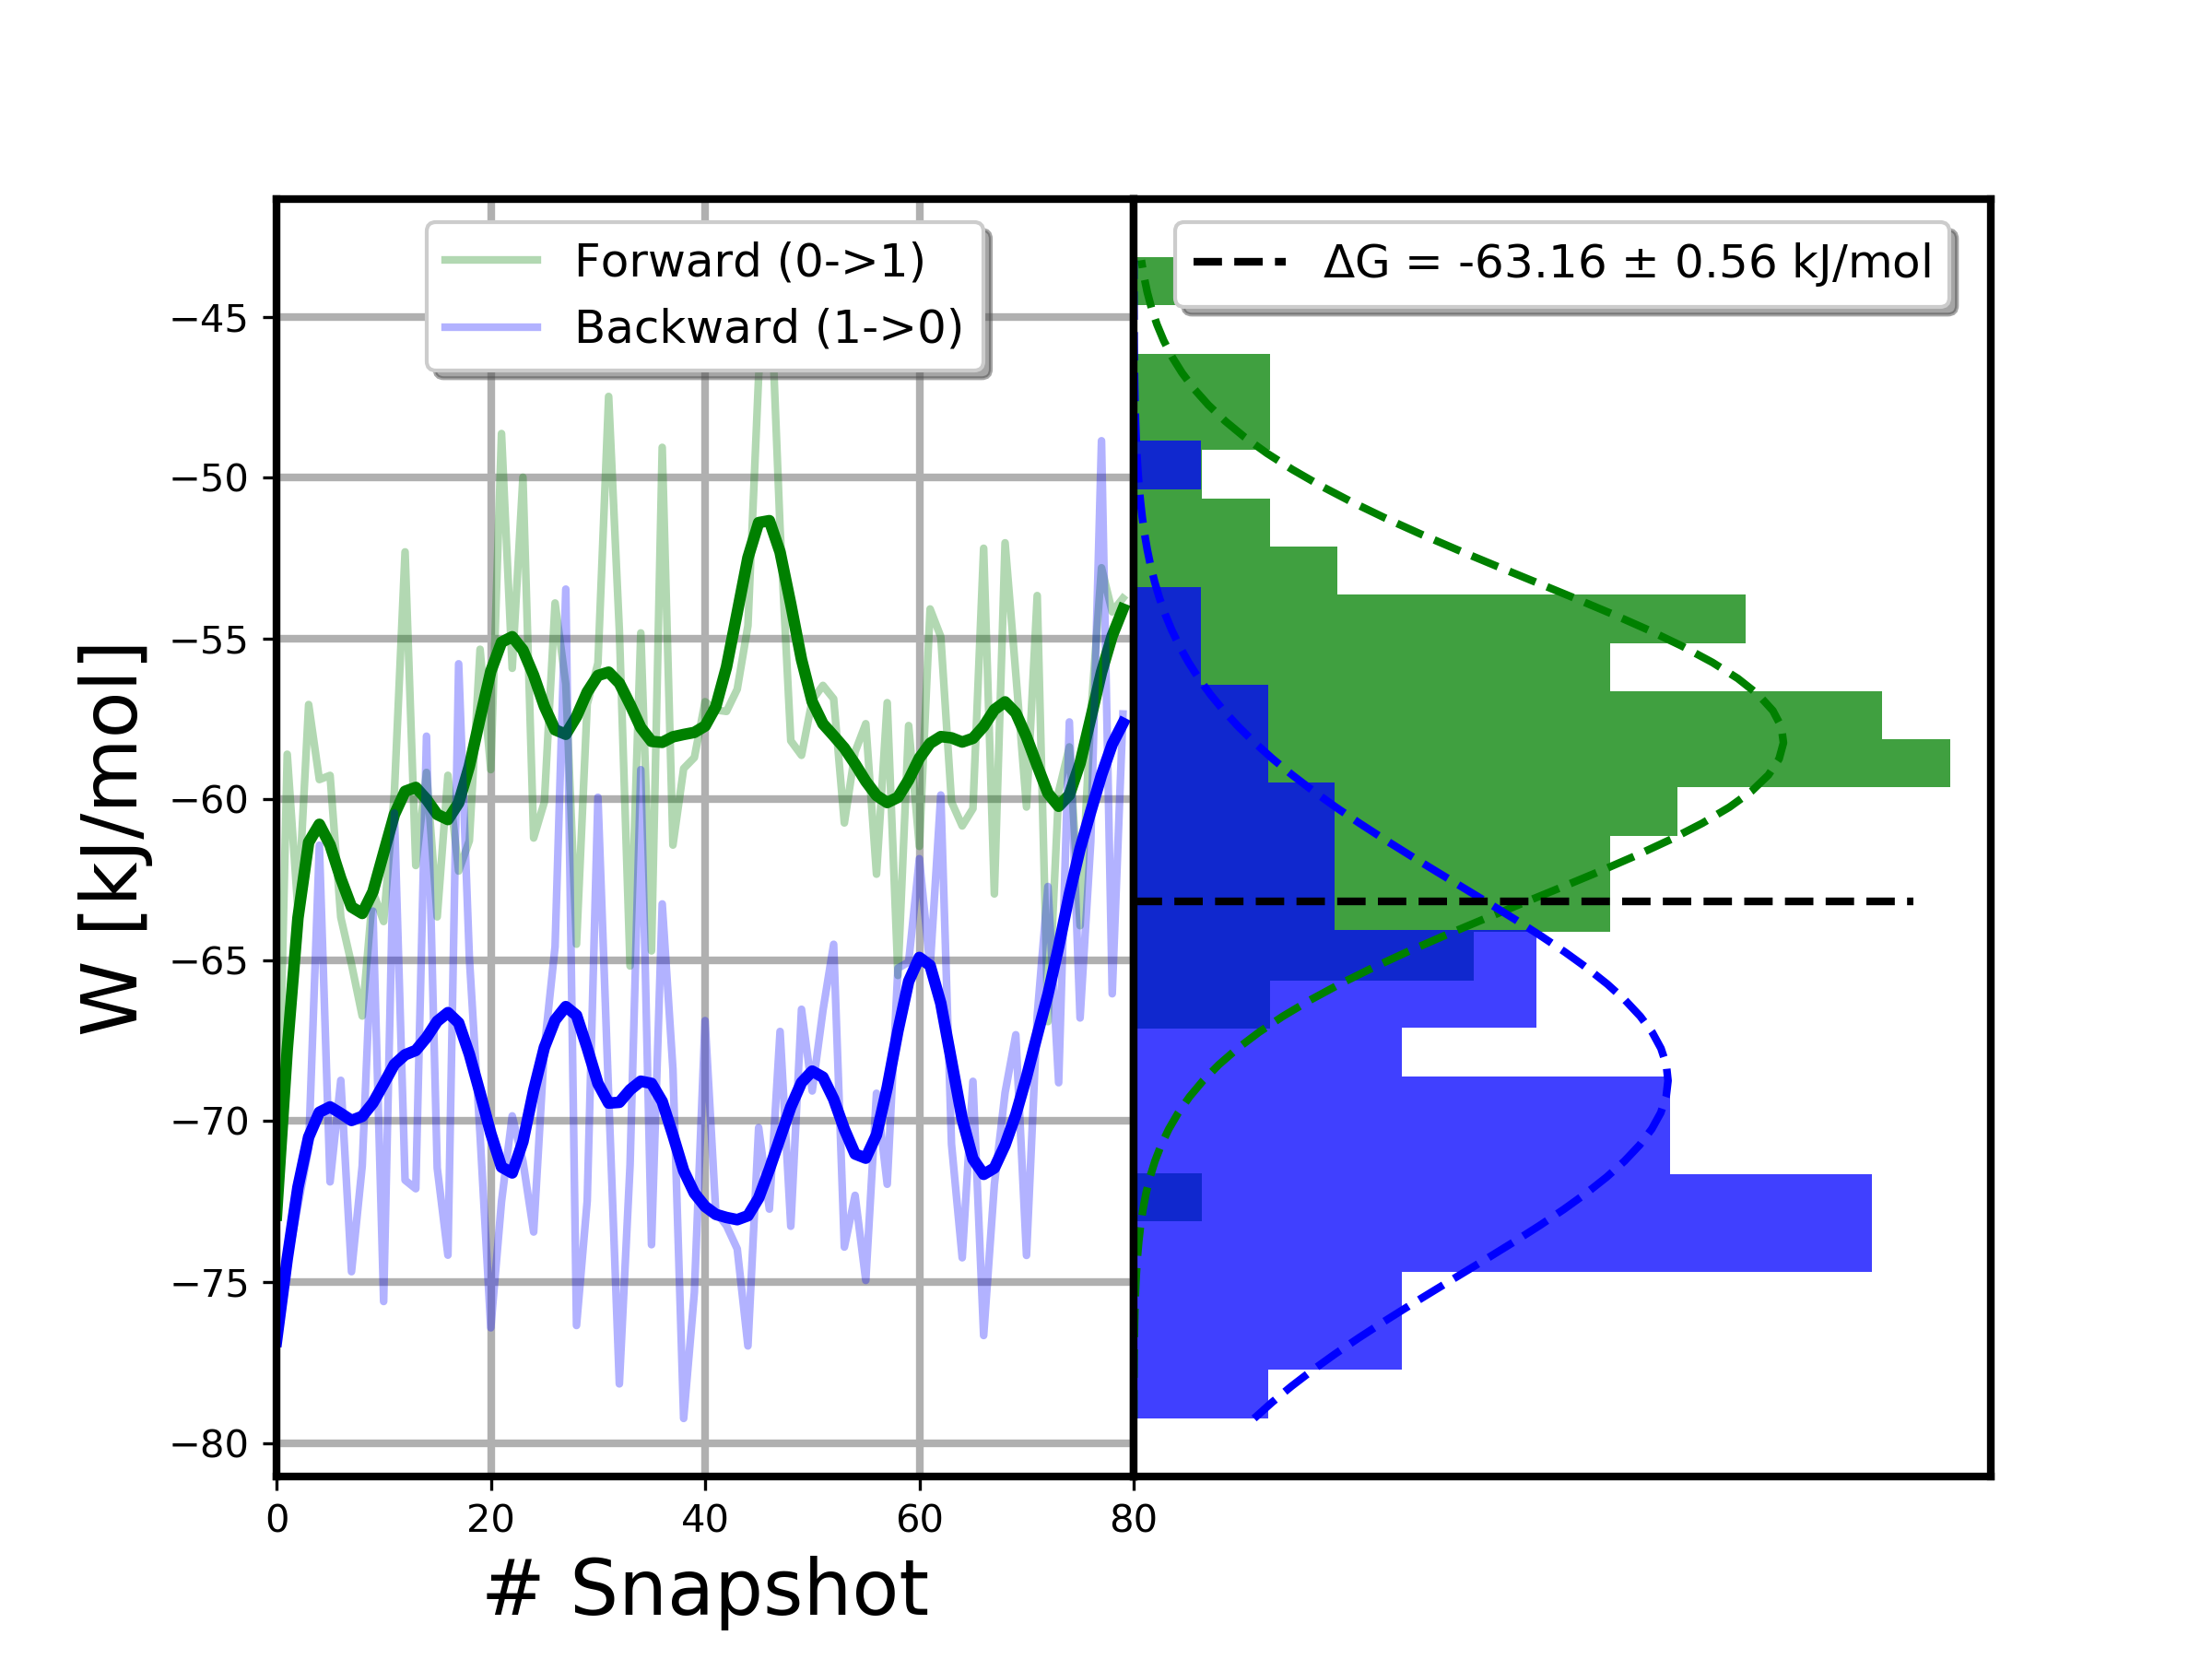 Forward (0->1)
Backward (1->0)
ΔG = -63.16 ± 0.56 kJ/mol
W [kJ/mol]
−45
−50
−55
−60
−65
−70
−75
−80
0 20 40 60 80
# Snapshot